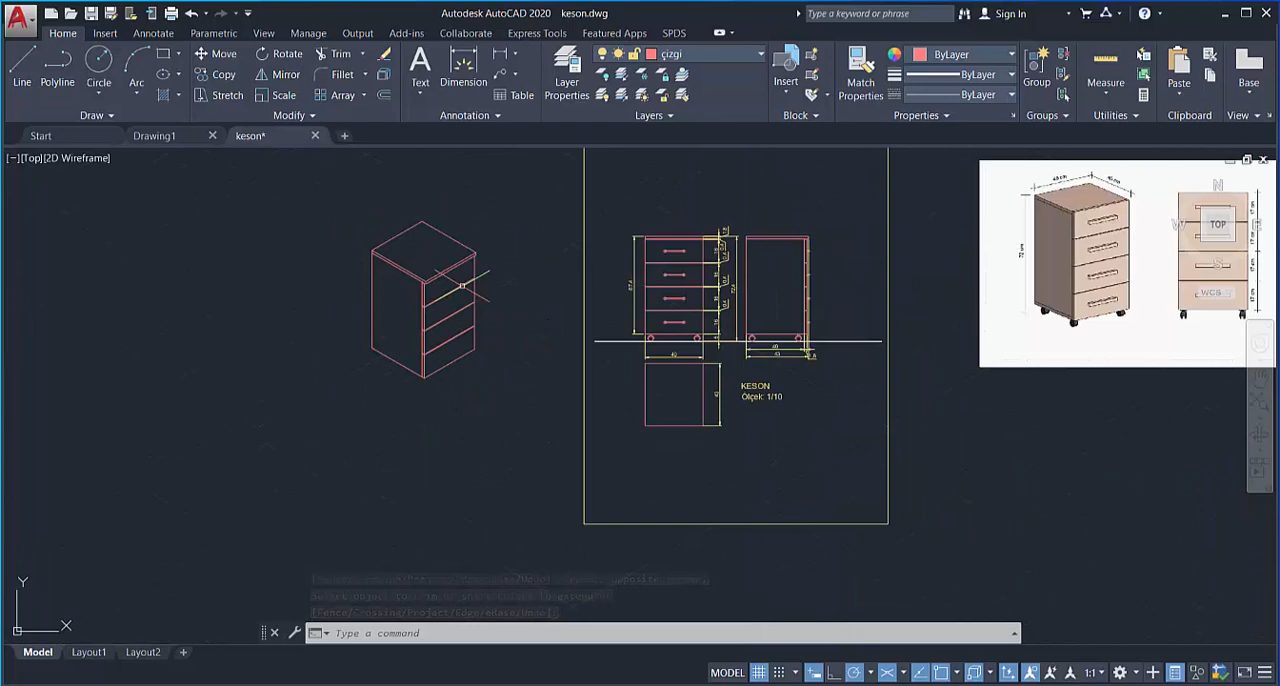 Autodesk AutoCAD 2020 keson.dwg
Type a keyword or phrase
Sign In
Home Insert Annotate Parametric View Manage Output Add-ins Collaborate Express Tools Featured Apps SPDS
Line Polyline Circle Arc
Move Rotate Trim
Copy Mirror Fillet
Stretch Scale Array
Text Dimension
Table
Layer Properties
çizgi
Insert
Match Properties
ByLayer
ByLayer
ByLayer
Group Measure Paste Base
Draw Modify Annotation Layers Block Properties Groups Utilities Clipboard View
Start Drawing1 keson*
[−][Top][2D Wireframe]
N
W TOP
S
WCS
40
KESON
Ölçek: 1/10
Y
X
Type a command
Model Layout1 Layout2
MODEL
1:1